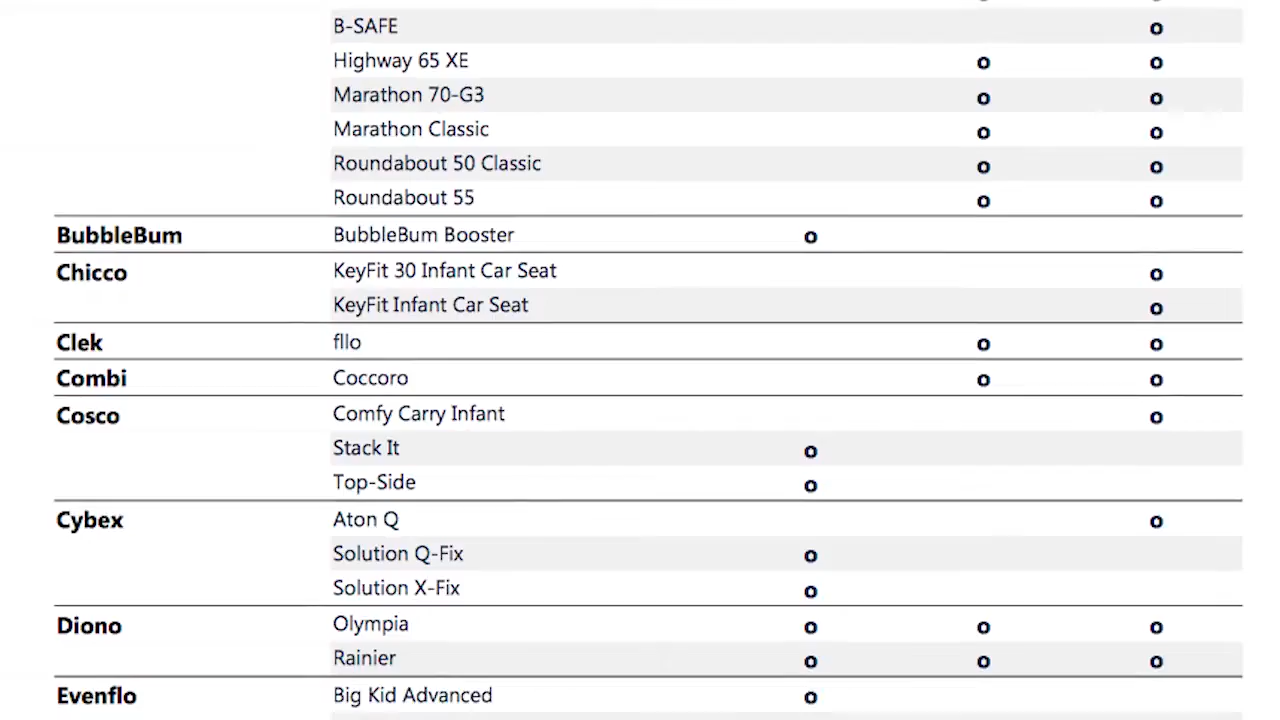 B-SAFE o
Highway 65 XE o o
Marathon 70-G3 o o
Marathon Classic o o
Roundabout 50 Classic o o
Roundabout 55 o o
BubbleBum BubbleBum Booster o
Chicco KeyFit 30 Infant Car Seat o
KeyFit Infant Car Seat o
Clek fllo o o
Combi Coccoro o o
Cosco Comfy Carry Infant o
Stack It o
Top-Side o
Cybex Aton Q o
Solution Q-Fix o
Solution X-Fix o
Diono Olympia o o o
Rainier o o o
Evenflo Big Kid Advanced o